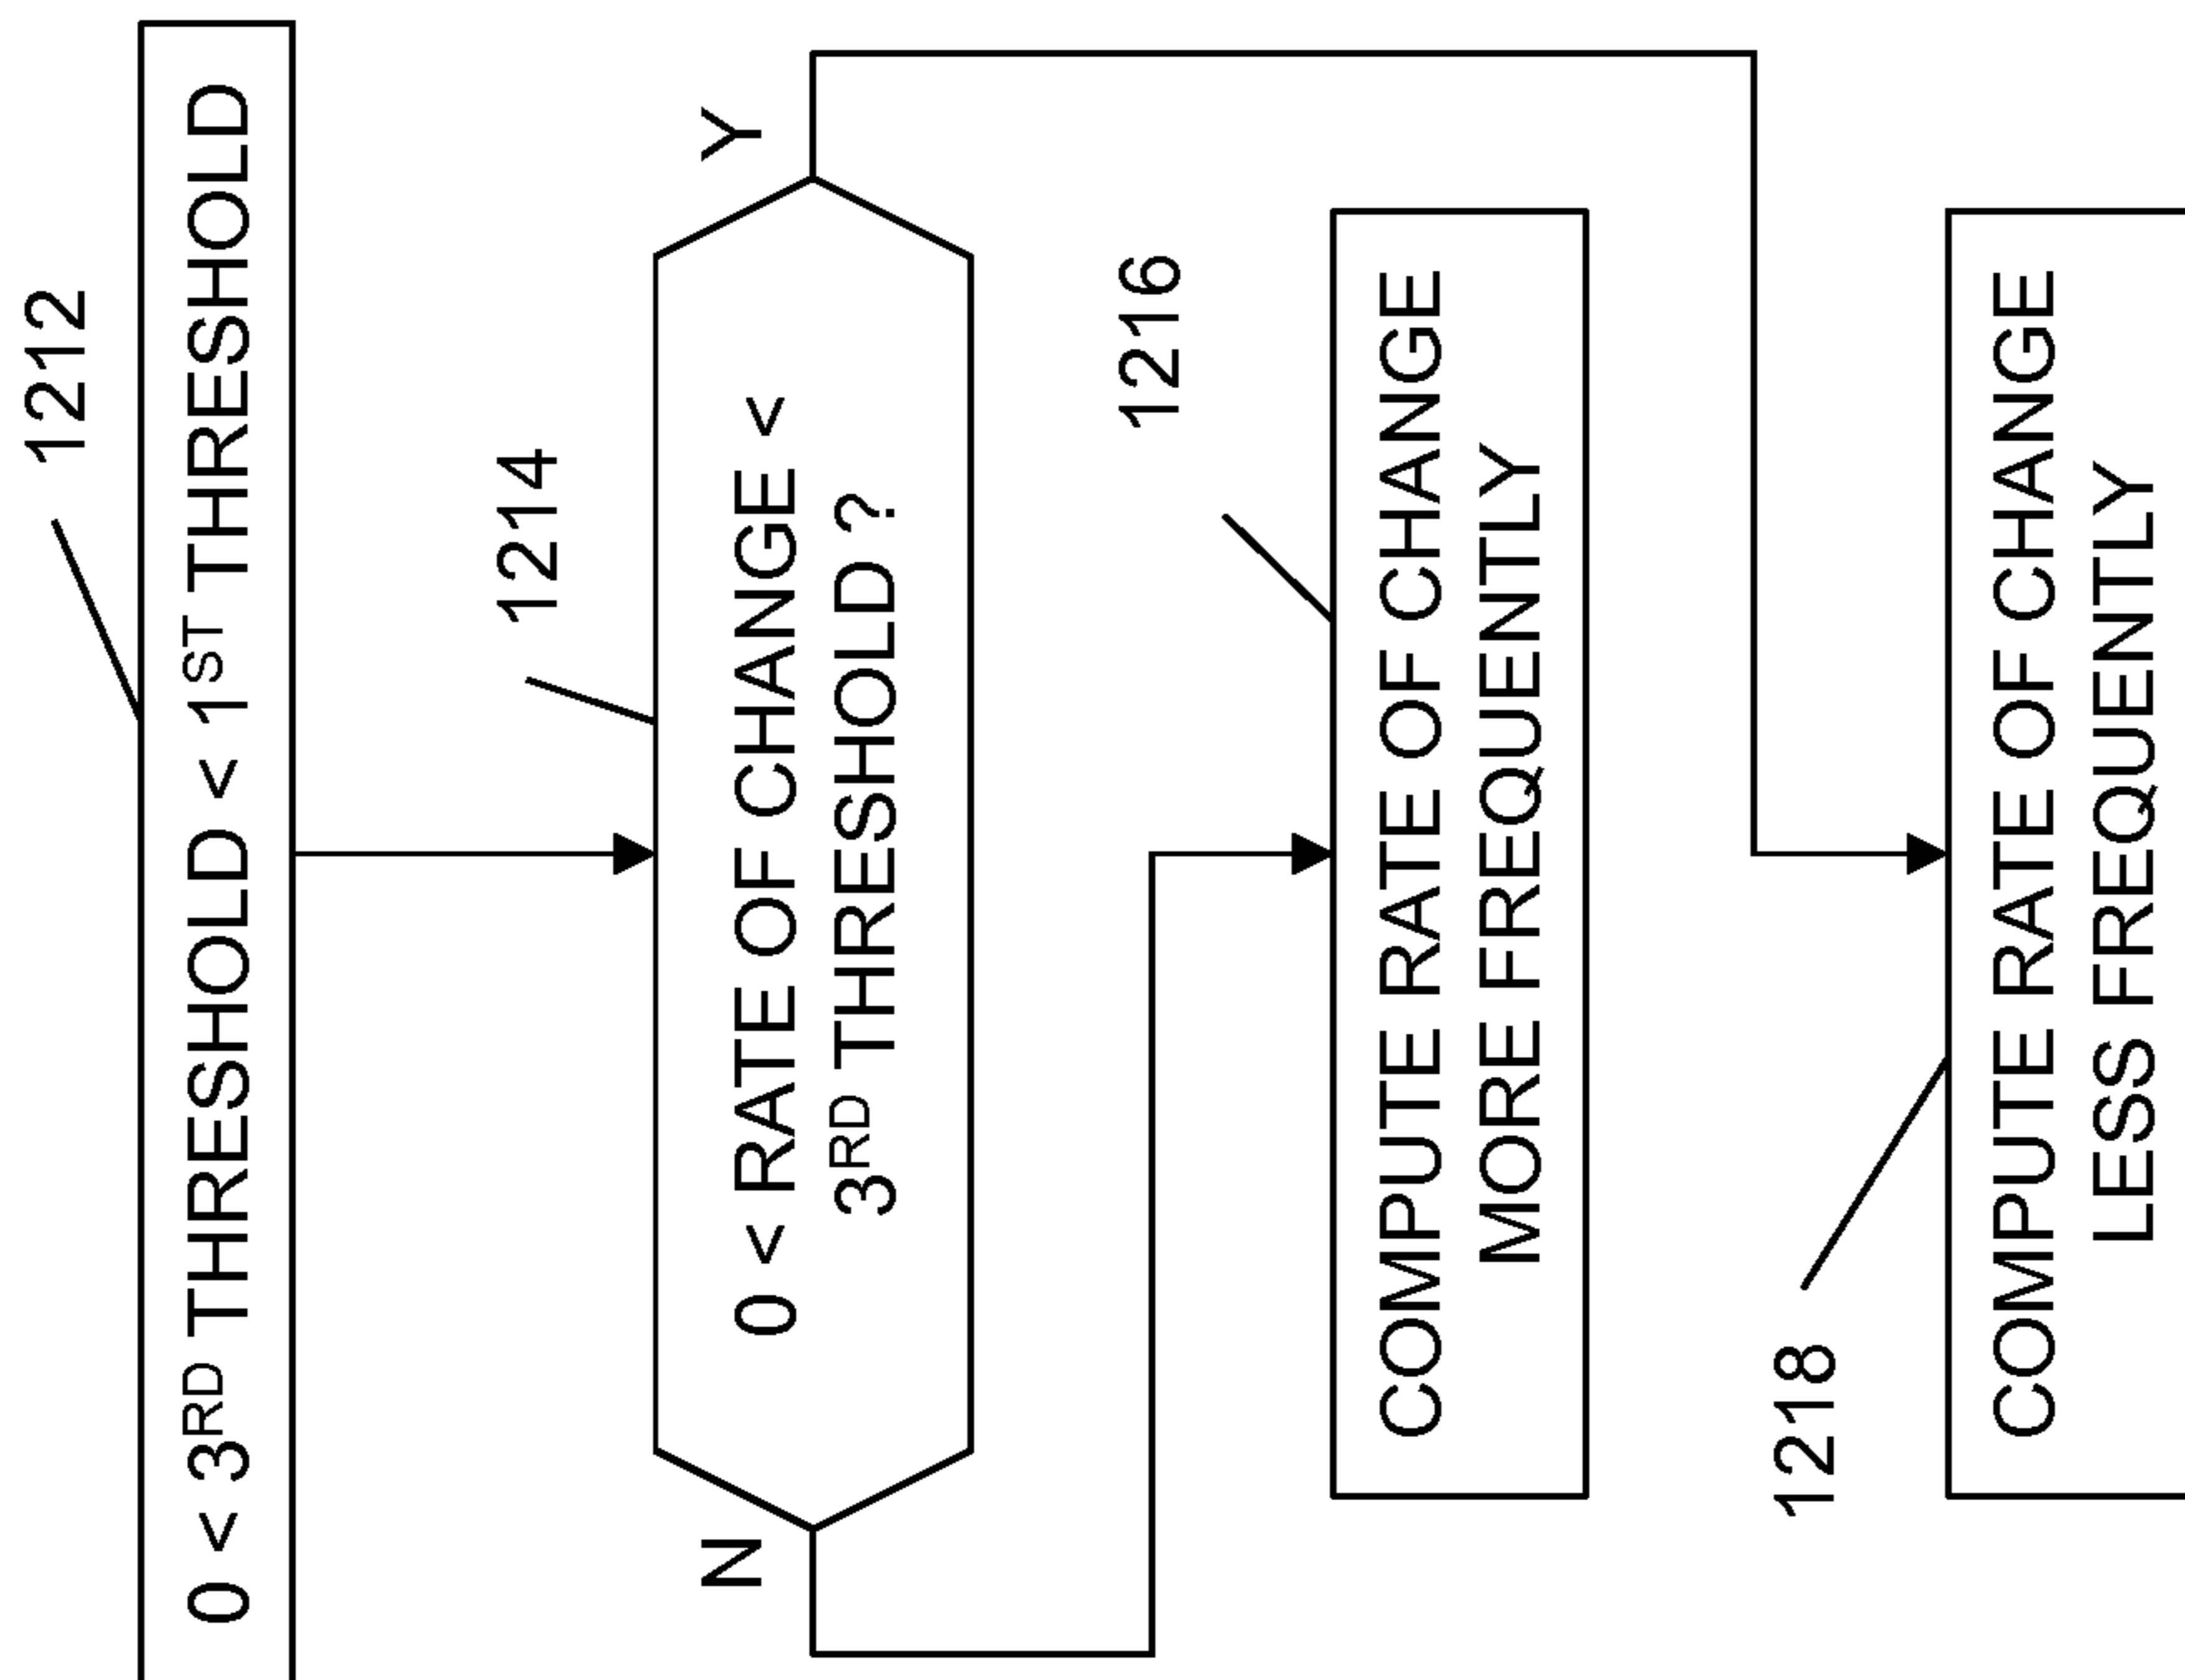 1212
0 < 3RD THRESHOLD < 1ST THRESHOLD
1214
N
Y
0 < RATE OF CHANGE <
3RD THRESHOLD ?
1216
COMPUTE RATE OF CHANGE
MORE FREQUENTLY
1218
COMPUTE RATE OF CHANGE
LESS FREQUENTLY